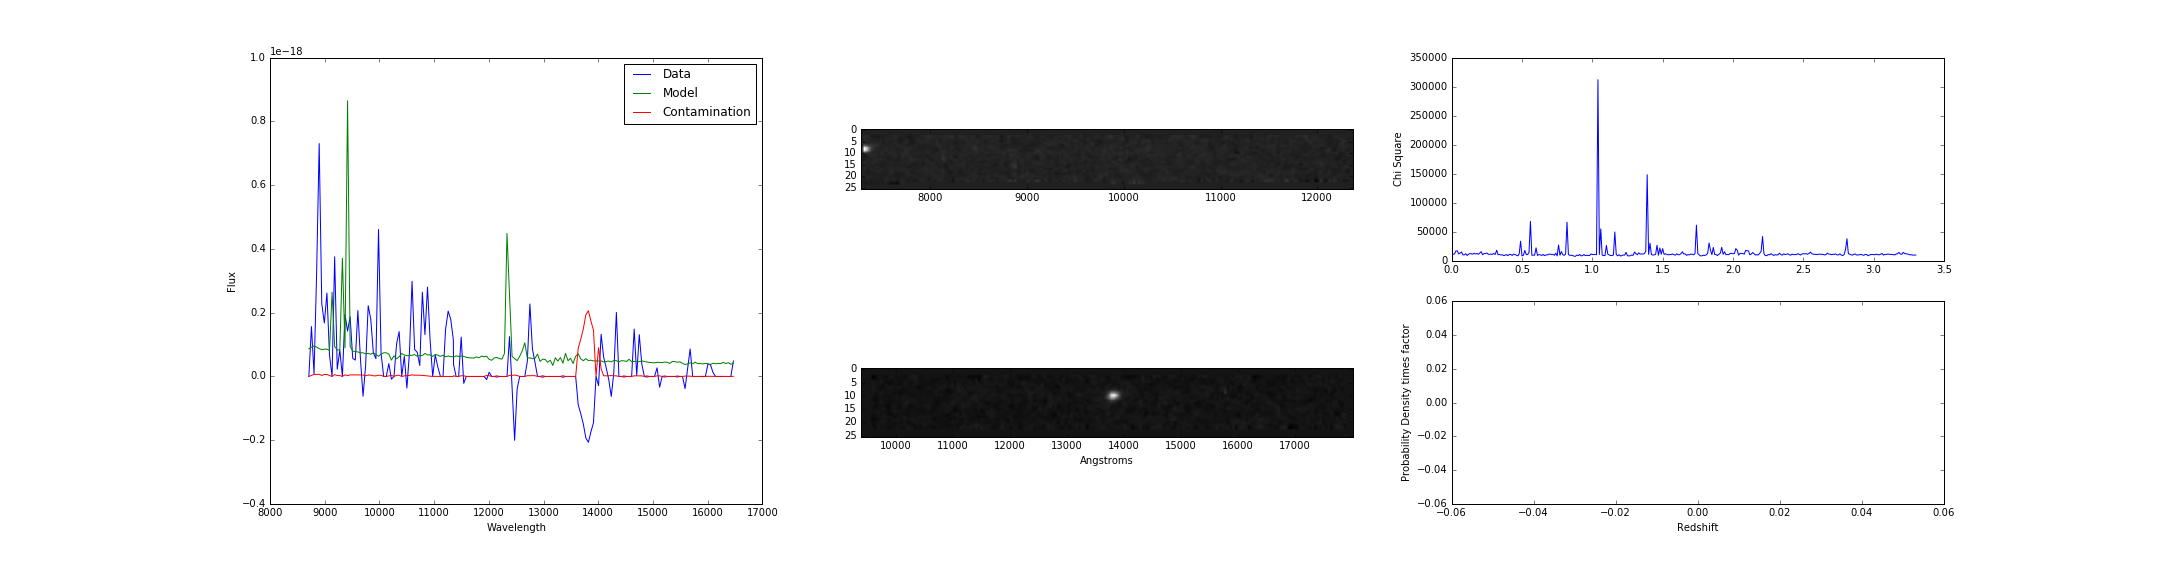 1e−18
1.0
0.8
0.6
0.4
0.2
0.0
−0.2
−0.4
8000 9000 10000 11000 12000 13000 14000 15000 16000 17000
Wavelength
Flux
Data
Model
Contamination
0
5
10
15
20
25
8000 9000 10000 11000 12000
0
5
10
15
20
25
10000 11000 12000 13000 14000 15000 16000 17000
Angstroms
350000
300000
250000
200000
150000
100000
50000
0
0.0 0.5 1.0 1.5 2.0 2.5 3.0 3.5
Chi Square
0.06
0.04
0.02
0.00
−0.02
−0.04
−0.06
−0.06 −0.04 −0.02 0.00 0.02 0.04 0.06
Redshift
Probability Density times factor